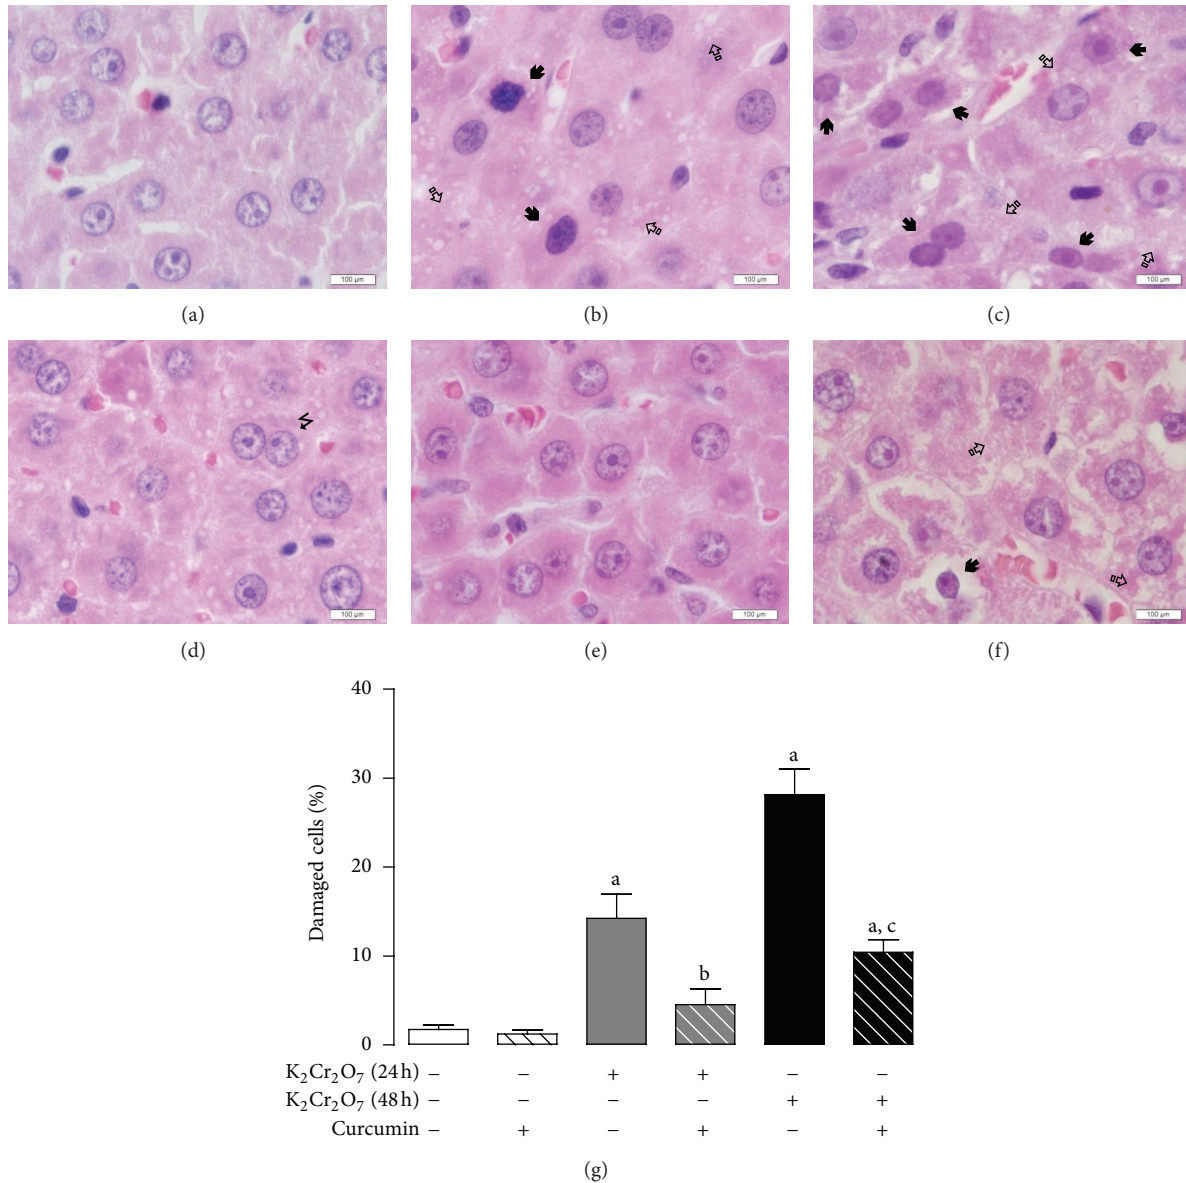 100 µm
100 µm
100 µm
(a)
(b)
(c)
100 µm
100 µm
100 µm
(d)
(e)
(f)
40
30
20
10
0
Damaged cells (%)
a
b
a
a, c
K₂Cr₂O₇ (24 h) – – + + – –
K₂Cr₂O₇ (48 h) – – – – + +
Curcumin – + – + – +
(g)